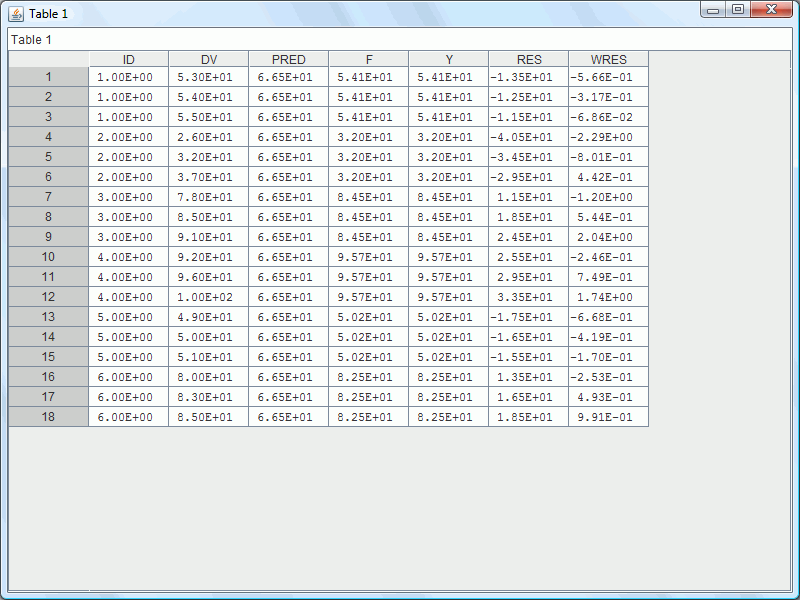 Table 1
Table 1
ID DV PRED F Y RES WRES
1 1.00E+00 5.30E+01 6.65E+01 5.41E+01 5.41E+01 -1.35E+01 -5.66E-01
2 1.00E+00 5.40E+01 6.65E+01 5.41E+01 5.41E+01 -1.25E+01 -3.17E-01
3 1.00E+00 5.50E+01 6.65E+01 5.41E+01 5.41E+01 -1.15E+01 -6.86E-02
4 2.00E+00 2.60E+01 6.65E+01 3.20E+01 3.20E+01 -4.05E+01 -2.29E+00
5 2.00E+00 3.20E+01 6.65E+01 3.20E+01 3.20E+01 -3.45E+01 -8.01E-01
6 2.00E+00 3.70E+01 6.65E+01 3.20E+01 3.20E+01 -2.95E+01 4.42E-01
7 3.00E+00 7.80E+01 6.65E+01 8.45E+01 8.45E+01 1.15E+01 -1.20E+00
8 3.00E+00 8.50E+01 6.65E+01 8.45E+01 8.45E+01 1.85E+01 5.44E-01
9 3.00E+00 9.10E+01 6.65E+01 8.45E+01 8.45E+01 2.45E+01 2.04E+00
10 4.00E+00 9.20E+01 6.65E+01 9.57E+01 9.57E+01 2.55E+01 -2.46E-01
11 4.00E+00 9.60E+01 6.65E+01 9.57E+01 9.57E+01 2.95E+01 7.49E-01
12 4.00E+00 1.00E+02 6.65E+01 9.57E+01 9.57E+01 3.35E+01 1.74E+00
13 5.00E+00 4.90E+01 6.65E+01 5.02E+01 5.02E+01 -1.75E+01 -6.68E-01
14 5.00E+00 5.00E+01 6.65E+01 5.02E+01 5.02E+01 -1.65E+01 -4.19E-01
15 5.00E+00 5.10E+01 6.65E+01 5.02E+01 5.02E+01 -1.55E+01 -1.70E-01
16 6.00E+00 8.00E+01 6.65E+01 8.25E+01 8.25E+01 1.35E+01 -2.53E-01
17 6.00E+00 8.30E+01 6.65E+01 8.25E+01 8.25E+01 1.65E+01 4.93E-01
18 6.00E+00 8.50E+01 6.65E+01 8.25E+01 8.25E+01 1.85E+01 9.91E-01